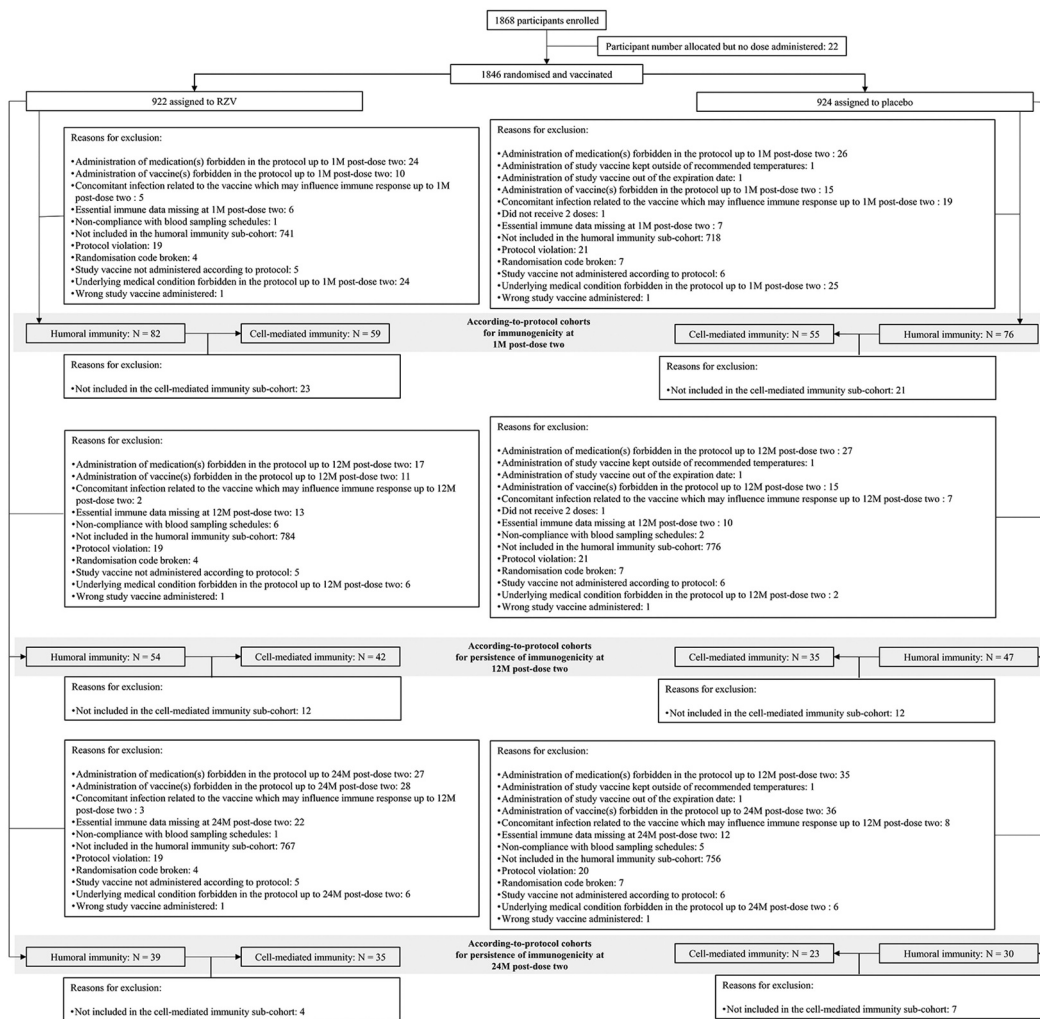 1868 participants enrolled
Participant number allocated but no dose administered: 22
1846 randomised and vaccinated
922 assigned to RZV
924 assigned to placebo
Reasons for exclusion:
•Administration of medication(s) forbidden in the protocol up to 1M post-dose two: 24
•Administration of vaccine(s) forbidden in the protocol up to 1M post-dose two: 10
•Concomitant infection related to the vaccine which may influence immune response up to 1M
post-dose two : 5
•Essential immune data missing at 1M post-dose two: 6
•Non-compliance with blood sampling schedules: 1
•Not included in the humoral immunity sub-cohort: 741
•Protocol violation: 19
•Randomisation code broken: 4
•Study vaccine not administered according to protocol: 5
•Underlying medical condition forbidden in the protocol up to 1M post-dose two: 24
•Wrong study vaccine administered: 1
Reasons for exclusion:
•Administration of medication(s) forbidden in the protocol up to 1M post-dose two : 26
•Administration of study vaccine kept outside of recommended temperatures: 1
•Administration of study vaccine out of the expiration date: 1
•Administration of vaccine(s) forbidden in the protocol up to 1M post-dose two : 15
•Concomitant infection related to the vaccine which may influence immune response up to 1M post-dose two : 19
•Did not receive 2 doses: 1
•Essential immune data missing at 1M post-dose two : 7
•Not included in the humoral immunity sub-cohort: 718
•Protocol violation: 21
•Randomisation code broken: 7
•Study vaccine not administered according to protocol: 6
•Underlying medical condition forbidden in the protocol up to 1M post-dose two : 25
•Wrong study vaccine administered: 1
Humoral immunity: N = 82
Cell-mediated immunity: N = 59
According-to-protocol cohorts
for immunogenicity at
1M post-dose two
Cell-mediated immunity: N = 55
Humoral immunity: N = 76
Reasons for exclusion:
•Not included in the cell-mediated immunity sub-cohort: 23
Reasons for exclusion:
•Not included in the cell-mediated immunity sub-cohort: 21
Reasons for exclusion:
•Administration of medication(s) forbidden in the protocol up to 12M post-dose two: 17
•Administration of vaccine(s) forbidden in the protocol up to 12M post-dose two: 11
•Concomitant infection related to the vaccine which may influence immune response up to 12M
post-dose two: 2
•Essential immune data missing at 12M post-dose two: 13
•Non-compliance with blood sampling schedules: 6
•Not included in the humoral immunity sub-cohort: 784
•Protocol violation: 19
•Randomisation code broken: 4
•Study vaccine not administered according to protocol: 5
•Underlying medical condition forbidden in the protocol up to 12M post-dose two: 6
•Wrong study vaccine administered: 1
Reasons for exclusion:
•Administration of medication(s) forbidden in the protocol up to 12M post-dose two : 27
•Administration of study vaccine kept outside of recommended temperatures: 1
•Administration of study vaccine out of the expiration date: 1
•Administration of vaccine(s) forbidden in the protocol up to 12M post-dose two : 15
•Concomitant infection related to the vaccine which may influence immune response up to 12M post-dose two : 7
•Did not receive 2 doses: 1
•Essential immune data missing at 12M post-dose two : 10
•Non-compliance with blood sampling schedules: 2
•Not included in the humoral immunity sub-cohort: 776
•Protocol violation: 21
•Randomisation code broken: 7
•Study vaccine not administered according to protocol: 6
•Underlying medical condition forbidden in the protocol up to 12M post-dose two : 2
•Wrong study vaccine administered: 1
Humoral immunity: N = 54
Cell-mediated immunity: N = 42
According-to-protocol cohorts
for persistence of immunogenicity at
12M post-dose two
Cell-mediated immunity: N = 35
Humoral immunity: N = 47
Reasons for exclusion:
•Not included in the cell-mediated immunity sub-cohort: 12
Reasons for exclusion:
•Not included in the cell-mediated immunity sub-cohort: 12
Reasons for exclusion:
•Administration of medication(s) forbidden in the protocol up to 24M post-dose two: 27
•Administration of vaccine(s) forbidden in the protocol up to 24M post-dose two: 28
•Concomitant infection related to the vaccine which may influence immune response up to 12M
post-dose two : 3
•Essential immune data missing at 24M post-dose two: 22
•Non-compliance with blood sampling schedules: 1
•Not included in the humoral immunity sub-cohort: 767
•Protocol violation: 19
•Randomisation code broken: 4
•Study vaccine not administered according to protocol: 5
•Underlying medical condition forbidden in the protocol up to 24M post-dose two: 6
•Wrong study vaccine administered: 1
Reasons for exclusion:
•Administration of medication(s) forbidden in the protocol up to 12M post-dose two: 35
•Administration of study vaccine kept outside of recommended temperatures: 1
•Administration of study vaccine out of the expiration date: 1
•Administration of vaccine(s) forbidden in the protocol up to 24M post-dose two: 36
•Concomitant infection related to the vaccine which may influence immune response up to 12M post-dose two: 8
•Essential immune data missing at 24M post-dose two: 12
•Non-compliance with blood sampling schedules: 5
•Not included in the humoral immunity sub-cohort: 756
•Protocol violation: 20
•Randomisation code broken: 7
•Study vaccine not administered according to protocol: 6
•Underlying medical condition forbidden in the protocol up to 24M post-dose two : 6
•Wrong study vaccine administered: 1
Humoral immunity: N = 39
Cell-mediated immunity: N = 35
According-to-protocol cohorts
for persistence of immunogenicity at
24M post-dose two
Cell-mediated immunity: N = 23
Humoral immunity: N = 30
Reasons for exclusion:
•Not included in the cell-mediated immunity sub-cohort: 4
Reasons for exclusion:
•Not included in the cell-mediated immunity sub-cohort: 7